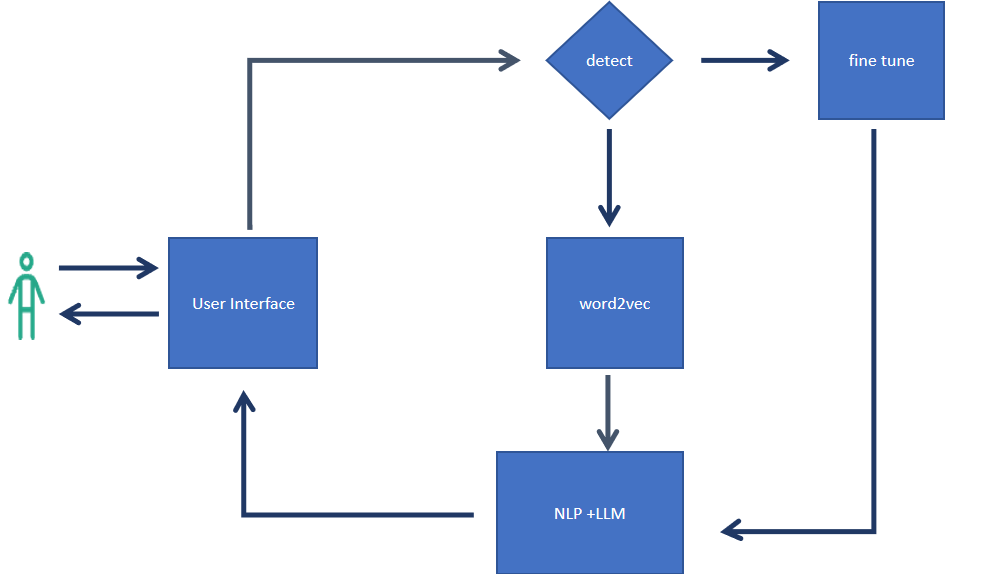 detect
fine tune
User Interface
word2vec
NLP +LLM